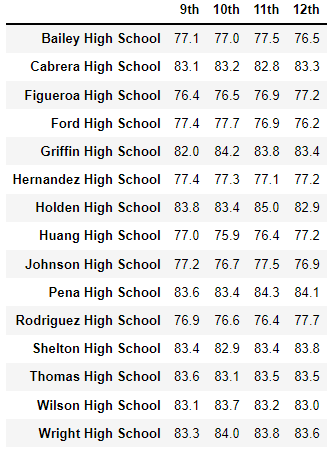 9th 10th 11th 12th
Bailey High School 77.1 77.0 77.5 76.5
Cabrera High School 83.1 83.2 82.8 83.3
Figueroa High School 76.4 76.5 76.9 77.2
Ford High School 77.4 77.7 76.9 76.2
Griffin High School 82.0 84.2 83.8 83.4
Hernandez High School 77.4 77.3 77.1 77.2
Holden High School 83.8 83.4 85.0 82.9
Huang High School 77.0 75.9 76.4 77.2
Johnson High School 77.2 76.7 77.5 76.9
Pena High School 83.6 83.4 84.3 84.1
Rodriguez High School 76.9 76.6 76.4 77.7
Shelton High School 83.4 82.9 83.4 83.8
Thomas High School 83.6 83.1 83.5 83.5
Wilson High School 83.1 83.7 83.2 83.0
Wright High School 83.3 84.0 83.8 83.6